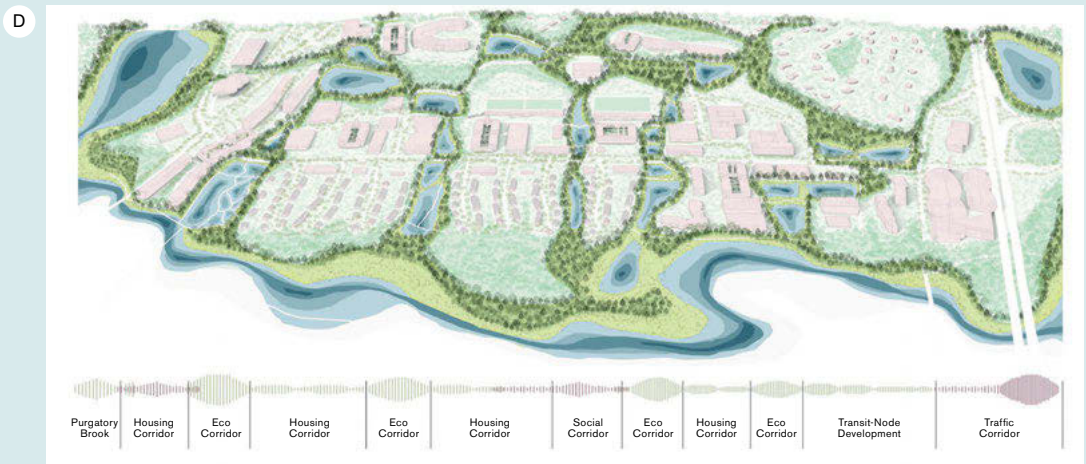 D
Purgatory
Brook
Housing
Corridor
Eco
Corridor
Housing
Corridor
Eco
Corridor
Housing
Corridor
Social
Corridor
Eco
Corridor
Housing
Corridor
Eco
Corridor
Transit-Node
Development
Traffic
Corridor